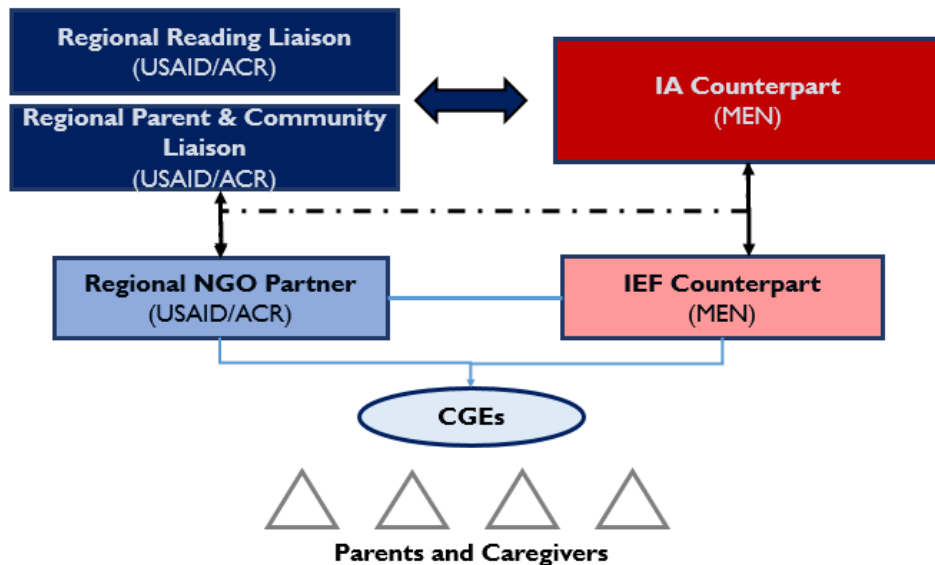 Regional Reading Liaison
(USAID/ACR)
Regional Parent & Community
Liaison
(USAID/ACR)
IA Counterpart
(MEN)
Regional NGO Partner
(USAID/ACR)
IEF Counterpart
(MEN)
CGEs
Parents and Caregivers